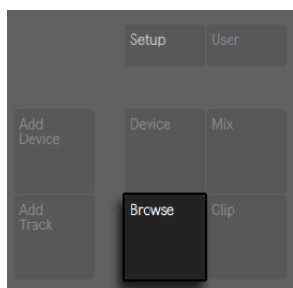 Setup
User
Add
Device
Device
Mix
Add
Track
Browse
Clip